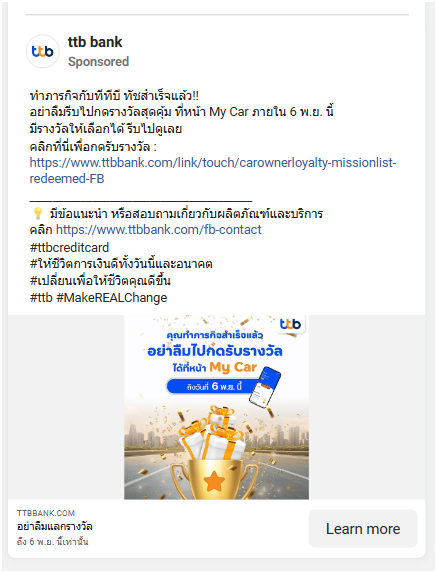 ttb bank
ttb
Sponsored
ทำภารกิจกับทีทีบี ทัชสำเร็จแล้ว!!
อย่าลืมรีบไปกดรางวัลสุดคุ้ม ที่หน้า My Car ภายใน 6 พ.ย. นี้
มีรางวัลให้เลือกได้ รีบไปดูเลย
คลิกที่นี่เพื่อกดรับรางวัล :
https://www.ttbbank.com/link/touch/carownerloyalty-missionlist-
redeemed-FB
💡 มีข้อแนะนำ หรือสอบถามเกี่ยวกับผลิตภัณฑ์และบริการ
คลิก https://www.ttbbank.com/fb-contact
#ttbcreditcard
#ให้ชีวิตการเงินดีทั้งวันนี้และอนาคต
#เปลี่ยนเพื่อให้ชีวิตคุณดีขึ้น
#ttb #MakeREALChange
ttb
คุณทำภารกิจสำเร็จแล้ว
อย่าลืมไปกดรับรางวัล
ได้ที่หน้า My Car
ถึงวันที่ 6 พ.ย. นี้
TTBBANK.COM
อย่าลืมแลกรางวัล
ถึง 6 พ.ย. นี้เท่านั้น
Learn more